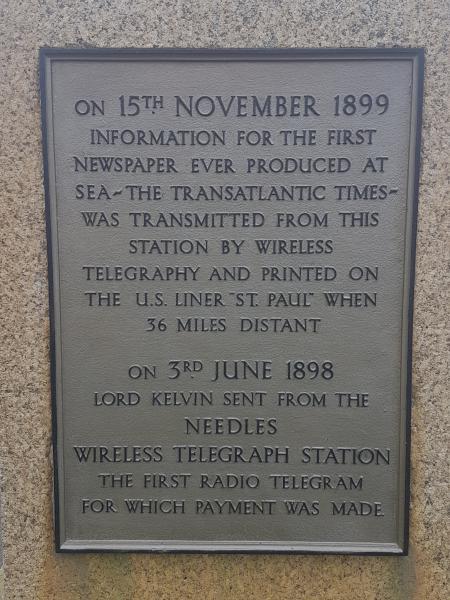 ON 15TH NOVEMBER 1899
INFORMATION FOR THE FIRST
NEWSPAPER EVER PRODUCED AT
SEA–THE TRANSATLANTIC TIMES–
WAS TRANSMITTED FROM THIS
STATION BY WIRELESS
TELEGRAPHY AND PRINTED ON
THE U.S. LINER "ST. PAUL" WHEN
36 MILES DISTANT
ON 3RD JUNE 1898
LORD KELVIN SENT FROM THE
NEEDLES
WIRELESS TELEGRAPH STATION
THE FIRST RADIO TELEGRAM
FOR WHICH PAYMENT WAS MADE.